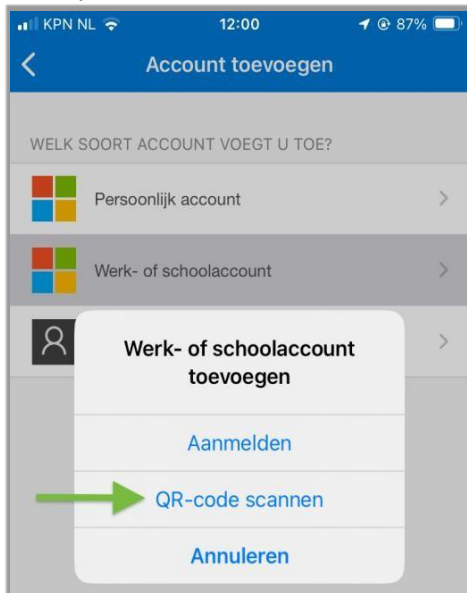 KPN NL 12:00 87%
Account toevoegen
WELK SOORT ACCOUNT VOEGT U TOE?
Persoonlijk account
Werk- of schoolaccount
Werk- of schoolaccount
toevoegen
Aanmelden
QR-code scannen
Annuleren